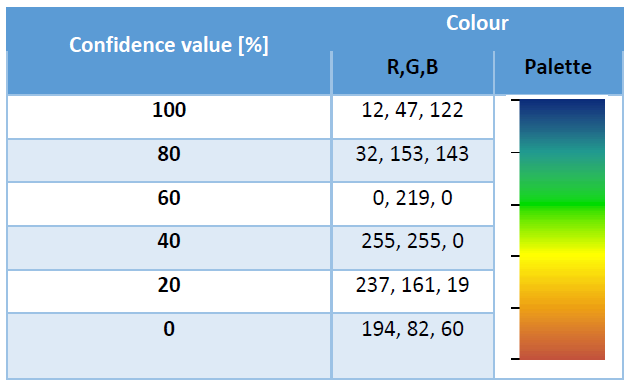 Confidence value [%]
Colour
R,G,B
Palette
100
12, 47, 122
80
32, 153, 143
60
0, 219, 0
40
255, 255, 0
20
237, 161, 19
0
194, 82, 60